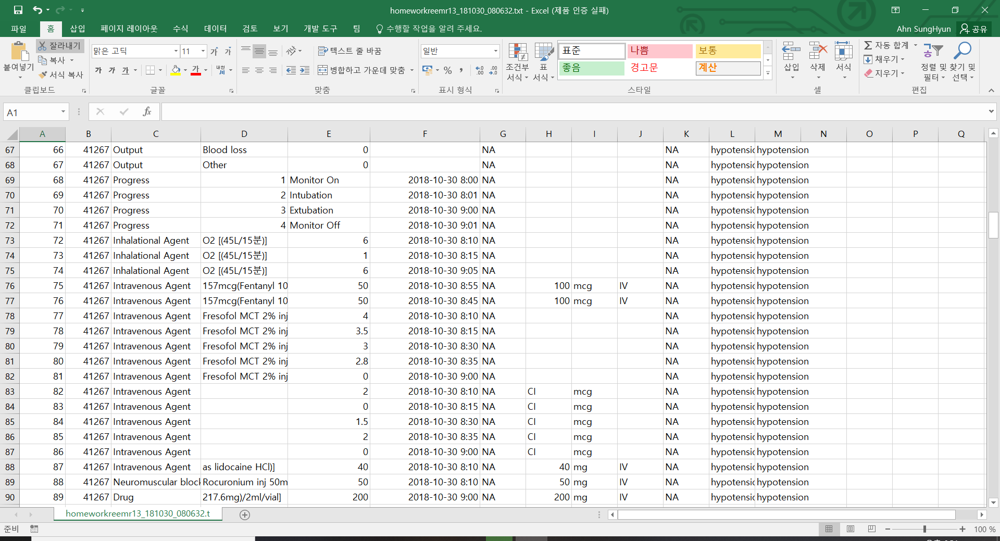 homeworkreemr13_181030_080632.txt - Excel (제품 인증 실패)
파일 홈 삽입 페이지 레이아웃 수식 데이터 검토 보기 개발 도구 팀 수행할 작업을 알려 주세요. Ahn SungHyun 공유
붙여넣기 잘라내기 복사 서식 복사 클립보드
맑은 고딕 11 가 가 가 가 가 가 내천 글꼴
텍스트 줄 바꿈 병합하고 가운데 맞춤 맞춤
일반 % , 표시 형식
조건부 서식 표 서식 표준 나쁨 보통 좋음 경고문 계산 스타일
삽입 삭제 서식 셀
자동 합계 채우기 지우기 정렬 및 필터 찾기 및 선택 편집
A1 fx
A B C D E F G H I J K L M N O P Q
67 66 41267 Output Blood loss 0 NA NA hypotensic hypotension
68 67 41267 Output Other 0 NA NA hypotensic hypotension
69 68 41267 Progress 1 Monitor On 2018-10-30 8:00 NA NA hypotensic hypotension
70 69 41267 Progress 2 Intubation 2018-10-30 8:01 NA NA hypotensic hypotension
71 70 41267 Progress 3 Extubation 2018-10-30 9:00 NA NA hypotensic hypotension
72 71 41267 Progress 4 Monitor Off 2018-10-30 9:01 NA NA hypotensic hypotension
73 72 41267 Inhalational Agent O2 [(45L/15분)] 6 2018-10-30 8:10 NA NA hypotensic hypotension
74 73 41267 Inhalational Agent O2 [(45L/15분)] 1 2018-10-30 8:15 NA NA hypotensic hypotension
75 74 41267 Inhalational Agent O2 [(45L/15분)] 6 2018-10-30 9:05 NA NA hypotensic hypotension
76 75 41267 Intravenous Agent 157mcg(Fentanyl 10 50 2018-10-30 8:55 NA 100 mcg IV NA hypotensic hypotension
77 76 41267 Intravenous Agent 157mcg(Fentanyl 10 50 2018-10-30 8:45 NA 100 mcg IV NA hypotensic hypotension
78 77 41267 Intravenous Agent Fresofol MCT 2% inj 4 2018-10-30 8:10 NA NA hypotensic hypotension
79 78 41267 Intravenous Agent Fresofol MCT 2% inj 3.5 2018-10-30 8:15 NA NA hypotensic hypotension
80 79 41267 Intravenous Agent Fresofol MCT 2% inj 3 2018-10-30 8:30 NA NA hypotensic hypotension
81 80 41267 Intravenous Agent Fresofol MCT 2% inj 2.8 2018-10-30 8:35 NA NA hypotensic hypotension
82 81 41267 Intravenous Agent Fresofol MCT 2% inj 0 2018-10-30 9:00 NA NA hypotensic hypotension
83 82 41267 Intravenous Agent 2 2018-10-30 8:10 NA CI mcg NA hypotensic hypotension
84 83 41267 Intravenous Agent 0 2018-10-30 8:15 NA CI mcg NA hypotensic hypotension
85 84 41267 Intravenous Agent 1.5 2018-10-30 8:30 NA CI mcg NA hypotensic hypotension
86 85 41267 Intravenous Agent 2 2018-10-30 8:35 NA CI mcg NA hypotensic hypotension
87 86 41267 Intravenous Agent 0 2018-10-30 9:00 NA CI mcg NA hypotensic hypotension
88 87 41267 Intravenous Agent as lidocaine HCl)] 40 2018-10-30 8:10 NA 40 mg IV NA hypotensic hypotension
89 88 41267 Neuromuscular block Rocuronium inj 50m 50 2018-10-30 8:10 NA 50 mg IV NA hypotensic hypotension
90 89 41267 Drug 217.6mg)/2ml/vial] 200 2018-10-30 9:00 NA 200 mg IV NA hypotensic hypotension
homeworkreemr13_181030_080632.t
준비 100 %